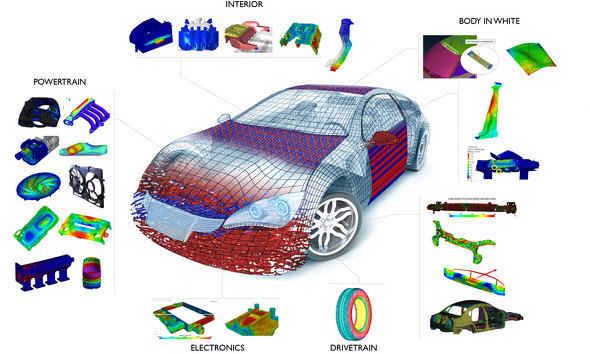 INTERIOR
BODY IN WHITE
POWERTRAIN
ELECTRONICS
DRIVETRAIN